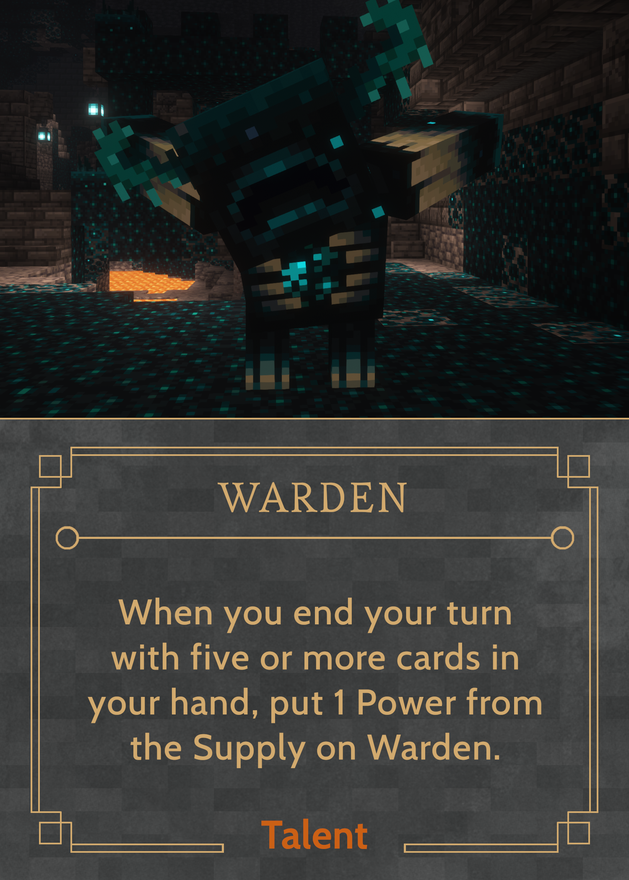 WARDEN
When you end your turn
with five or more cards in
your hand, put 1 Power from
the Supply on Warden.
Talent